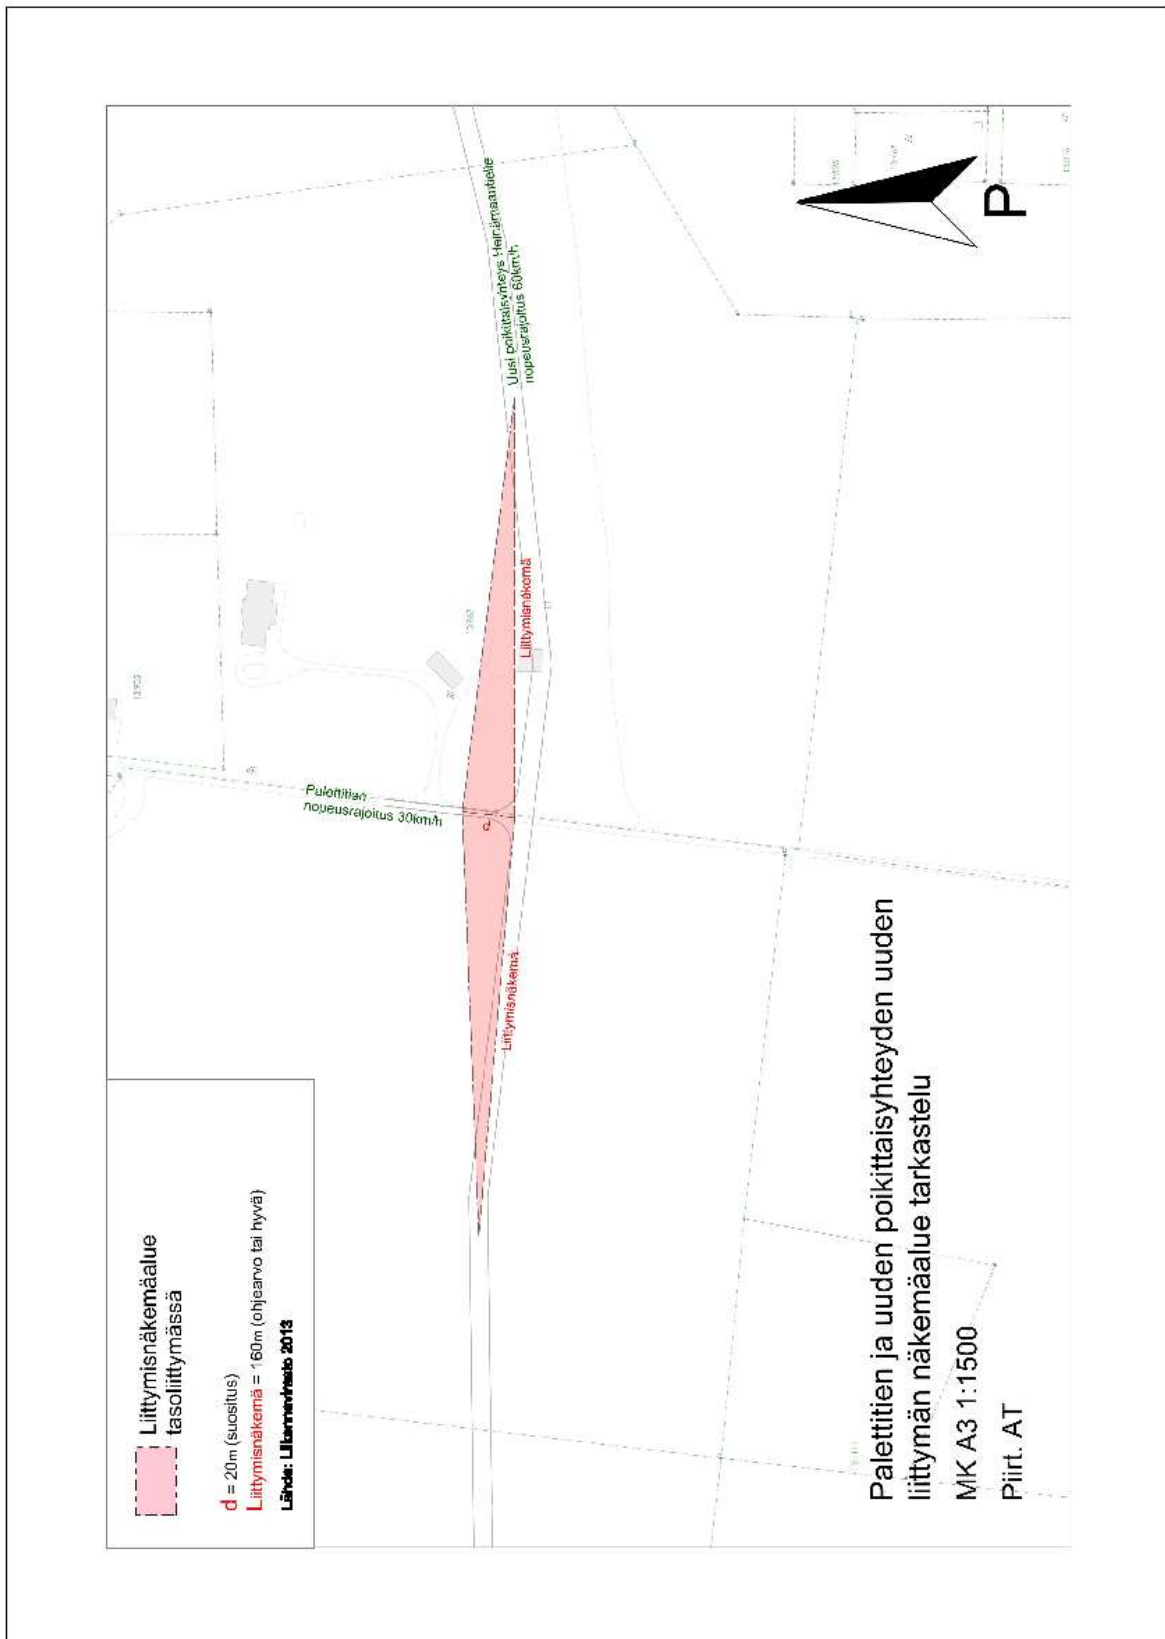 Liittymisnäkemäalue
tasoliittymässä
d = 20m (suositus)
Liittymisnäkemä = 160m (ohjearvo tai hyvä)
Lähde: Liikennevirasto 2013
Palettitien
nopeusrajoitus 30km/h
d
Liittymisnäkemä
Liittymisnäkemä
Uusi poikittaisyhteys Heinämaantielle
nopeusrajoitus 60km/h
P
Palettitien ja uuden poikittaisyhteyden uuden
liittymän näkemäalue tarkastelu
MK A3 1:1500
Piirt. AT